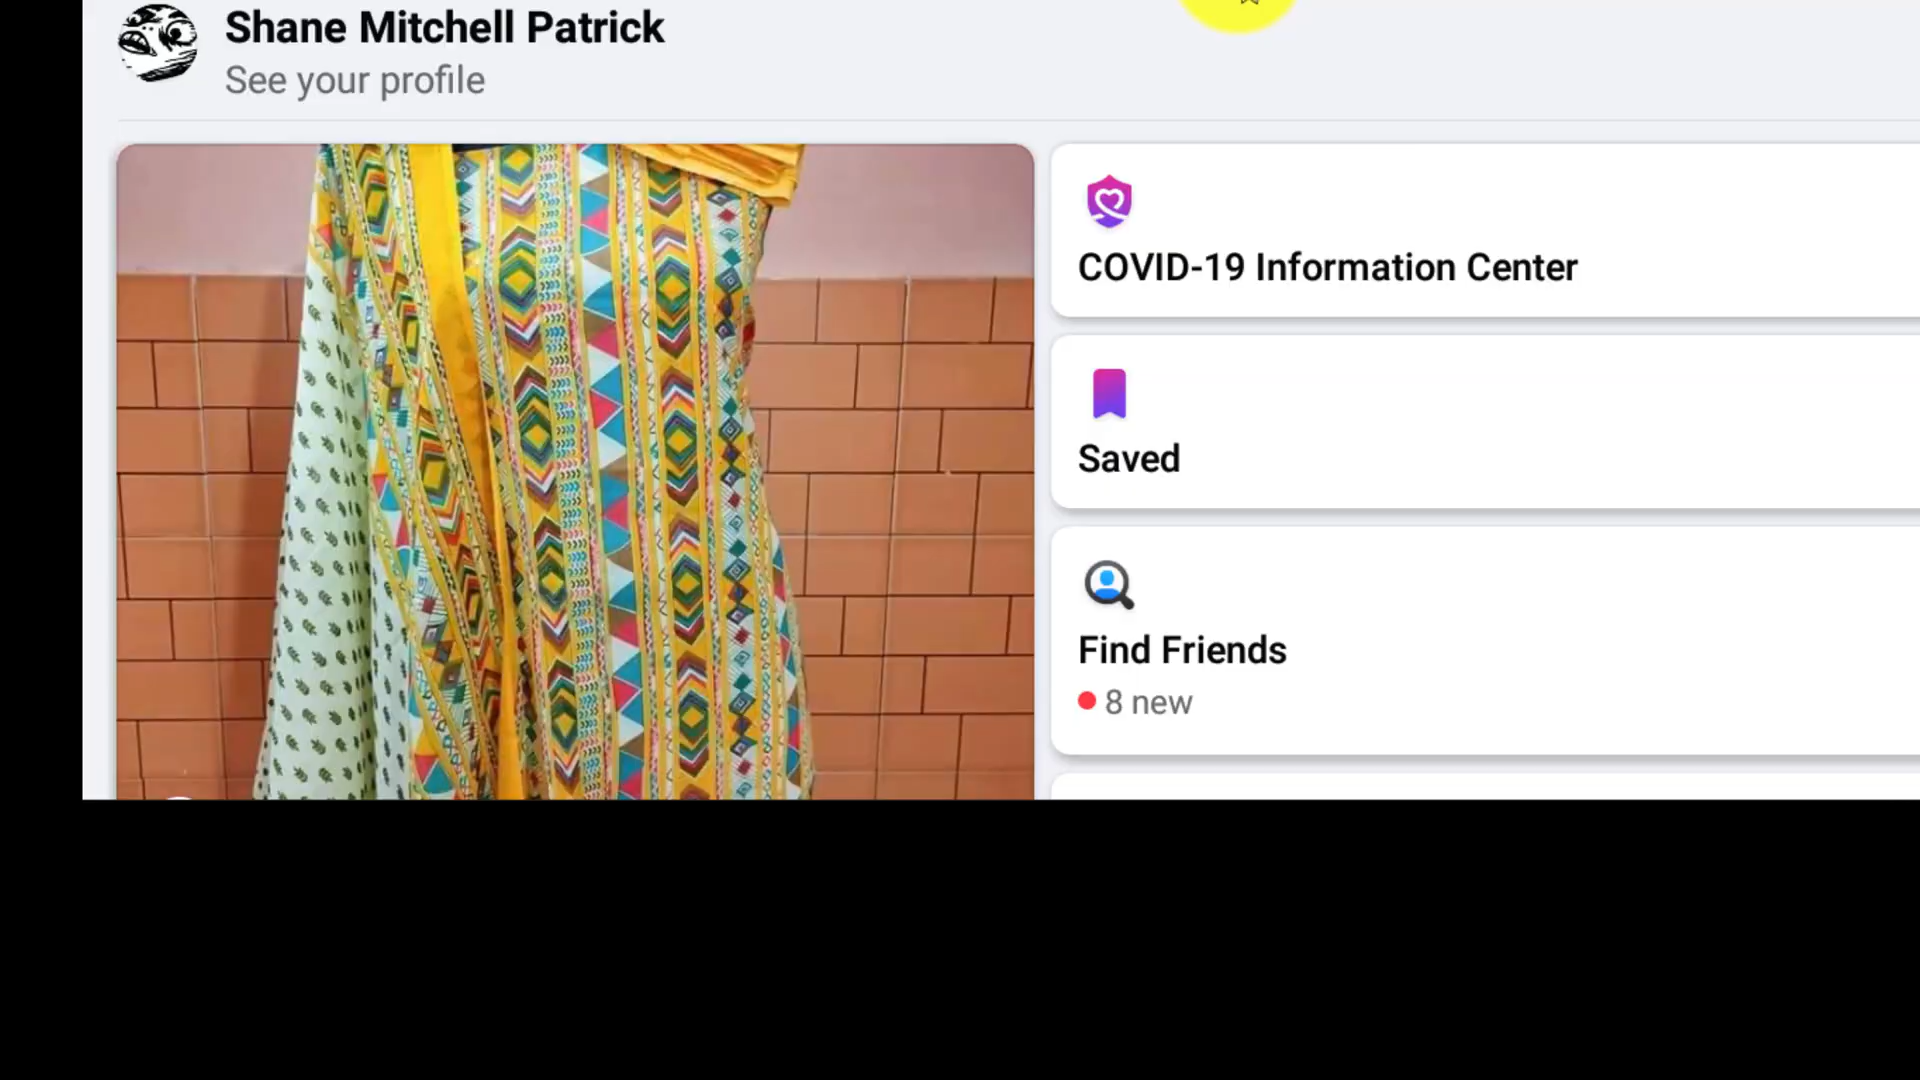 Shane Mitchell Patrick
See your profile
COVID-19 Information Center
Saved
Find Friends
8 new